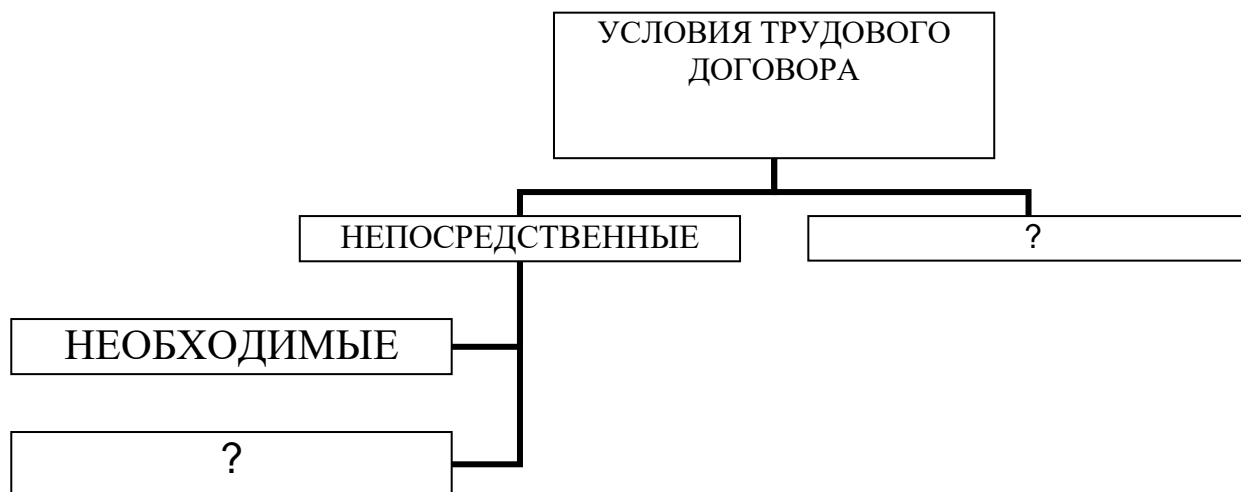 УСЛОВИЯ ТРУДОВОГО
ДОГОВОРА
НЕПОСРЕДСТВЕННЫЕ
?
НЕОБХОДИМЫЕ
?